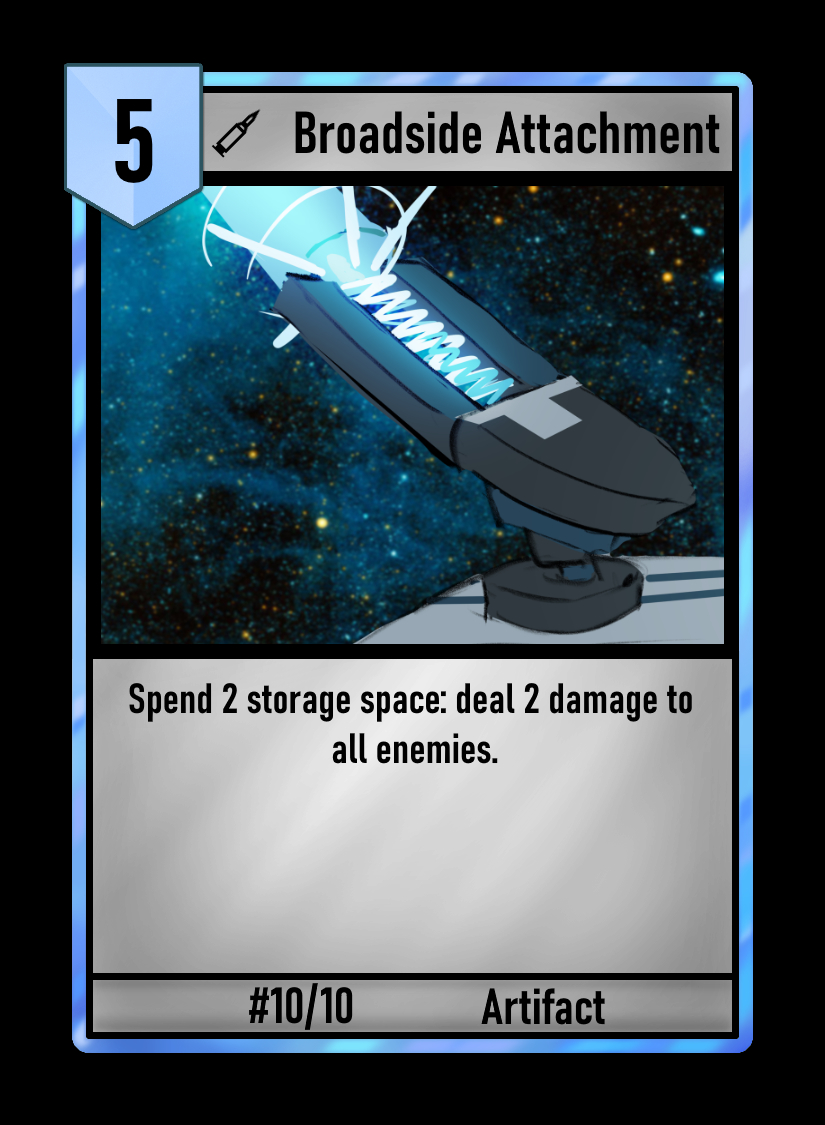 5
Broadside Attachment
Spend 2 storage space: deal 2 damage to
all enemies.
#10/10 Artifact